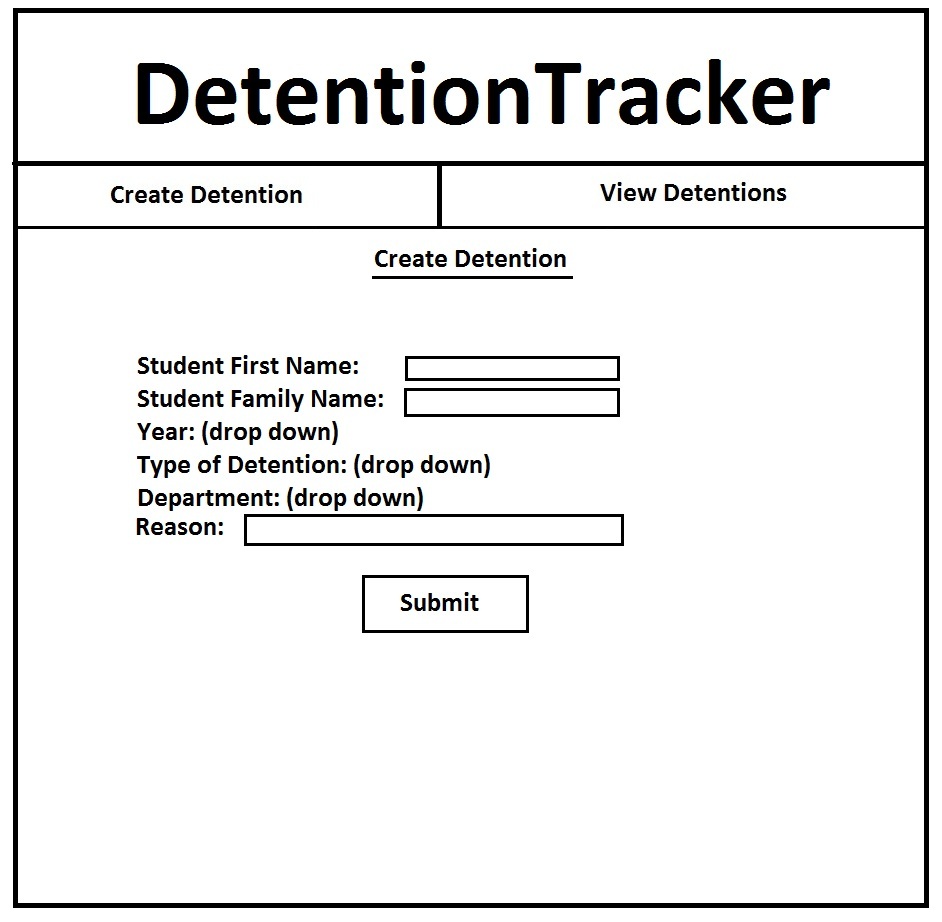 DetentionTracker
Create Detention
View Detentions
Create Detention
Student First Name:
Student Family Name:
Year: (drop down)
Type of Detention: (drop down)
Department: (drop down)
Reason:
Submit